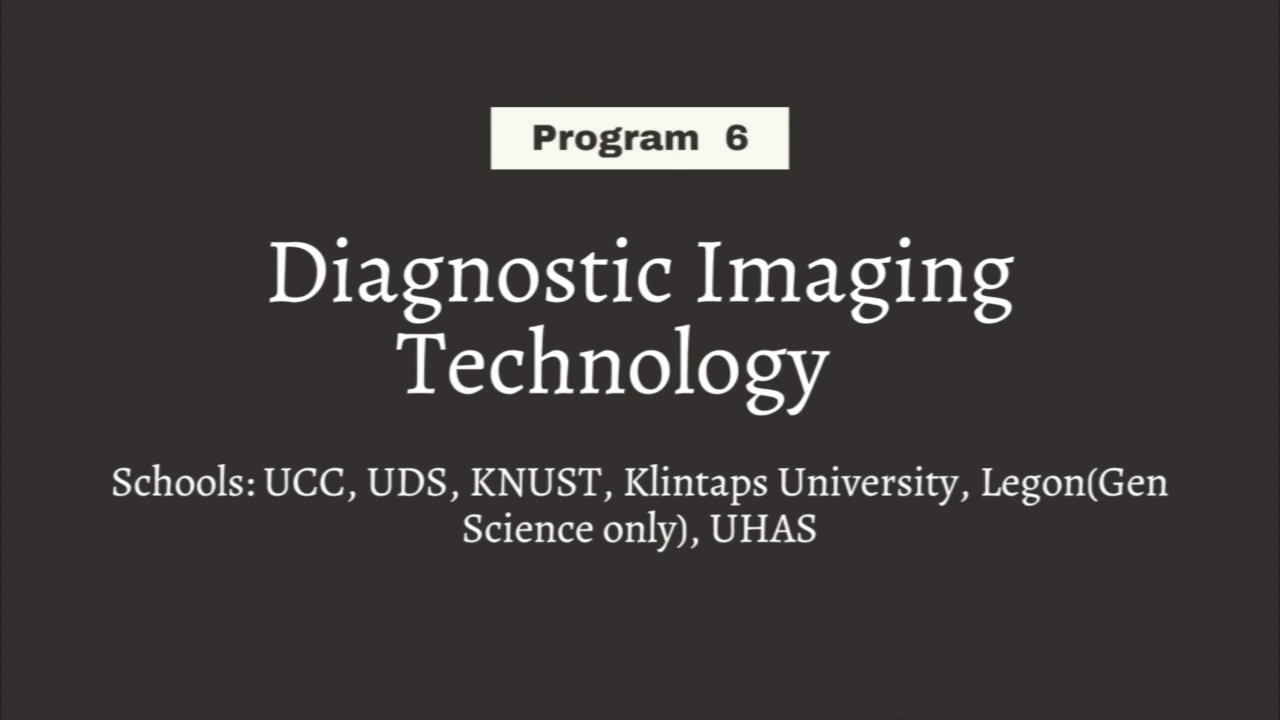 Program 6
Diagnostic Imaging
Technology
Schools: UCC, UDS, KNUST, Klintaps University, Legon(Gen
Science only), UHAS